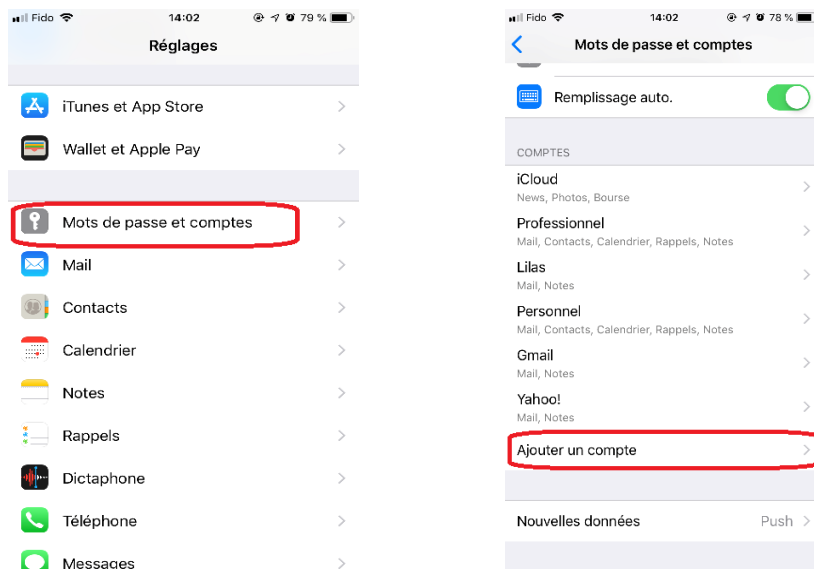 Fido 14:02 79 %
Réglages
iTunes et App Store
Wallet et Apple Pay
Mots de passe et comptes
Mail
Contacts
Calendrier
Notes
Rappels
Dictaphone
Téléphone
Messages
Fido 14:02 78 %
Mots de passe et comptes
Remplissage auto.
COMPTES
iCloud
News, Photos, Bourse
Professionnel
Mail, Contacts, Calendrier, Rappels, Notes
Lilas
Mail, Notes
Personnel
Mail, Contacts, Calendrier, Rappels, Notes
Gmail
Mail, Notes
Yahoo!
Mail, Notes
Ajouter un compte
Nouvelles données Push